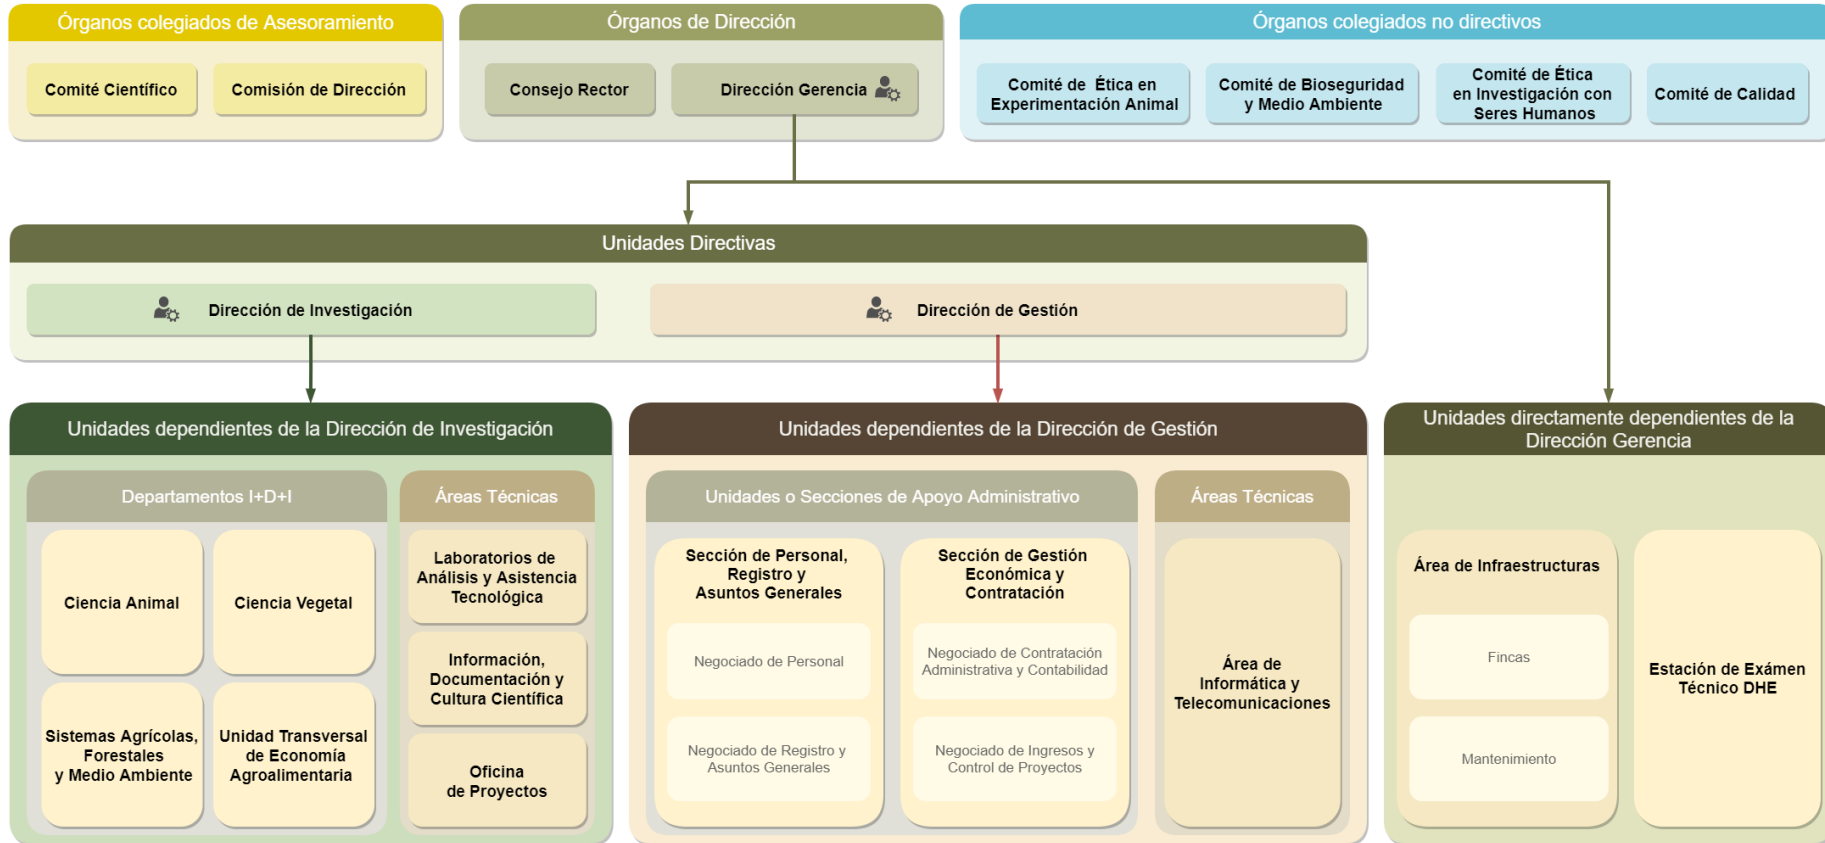 Órganos colegiados de Asesoramiento
Comité Científico
Comisión de Dirección
Órganos de Dirección
Consejo Rector
Dirección Gerencia
Órganos colegiados no directivos
Comité de Ética en
Experimentación Animal
Comité de Bioseguridad
y Medio Ambiente
Comité de Ética
en Investigación con
Seres Humanos
Comité de Calidad
Unidades Directivas
Dirección de Investigación
Dirección de Gestión
Unidades dependientes de la Dirección de Investigación
Departamentos I+D+I
Ciencia Animal
Ciencia Vegetal
Sistemas Agrícolas,
Forestales
y Medio Ambiente
Unidad Transversal
de Economía
Agroalimentaria
Áreas Técnicas
Laboratorios de
Análisis y Asistencia
Tecnológica
Información,
Documentación y
Cultura Científica
Oficina
de Proyectos
Unidades dependientes de la Dirección de Gestión
Unidades o Secciones de Apoyo Administrativo
Sección de Personal,
Registro y
Asuntos Generales
Negociado de Personal
Negociado de Registro y
Asuntos Generales
Sección de Gestión
Económica y
Contratación
Negociado de Contratación
Administrativa y Contabilidad
Negociado de Ingresos y
Control de Proyectos
Áreas Técnicas
Área de
Informática y
Telecomunicaciones
Unidades directamente dependientes de la
Dirección Gerencia
Área de Infraestructuras
Fincas
Mantenimiento
Estación de Exámen
Técnico DHE